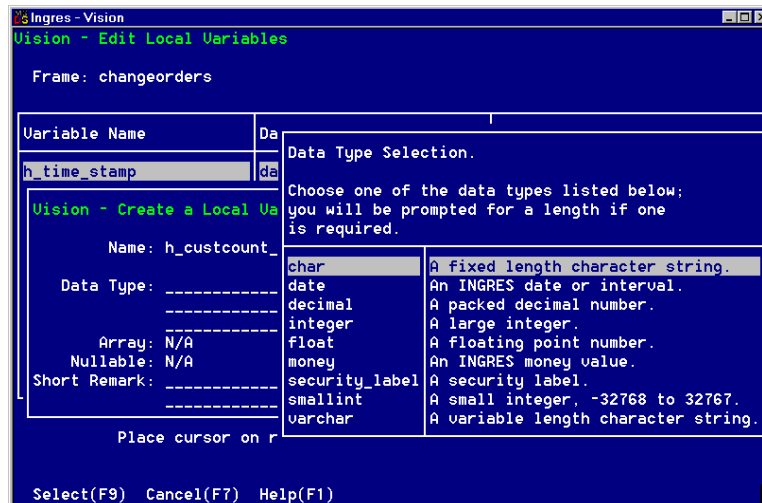 Ingres - Vision
Vision - Edit Local Variables
Frame: changeorders
Variable Name
Da
h_time_stamp
da
Vision - Create a Local Va
Name: h_custcount_
Data Type:
Array: N/A
Nullable: N/A
Short Remark:
Place cursor on r
Data Type Selection.
Choose one of the data types listed below;
you will be prompted for a length if one
is required.
char A fixed length character string.
date An INGRES date or interval.
decimal A packed decimal number.
integer A large integer.
float A floating point number.
money An INGRES money value.
security_label A security label.
smallint A small integer, -32768 to 32767.
varchar A variable length character string.
Select(F9) Cancel(F7) Help(F1)